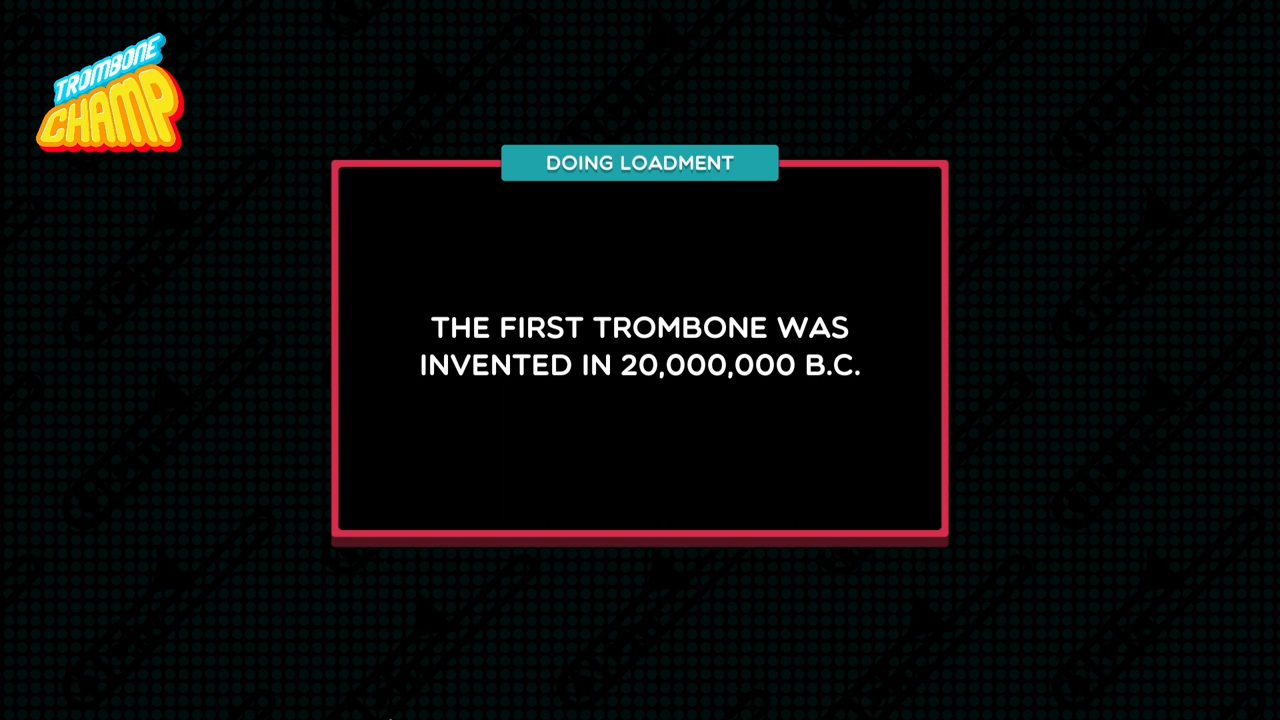 TROMBONE
CHAMP
DOING LOADMENT
THE FIRST TROMBONE WAS
INVENTED IN 20,000,000 B.C.